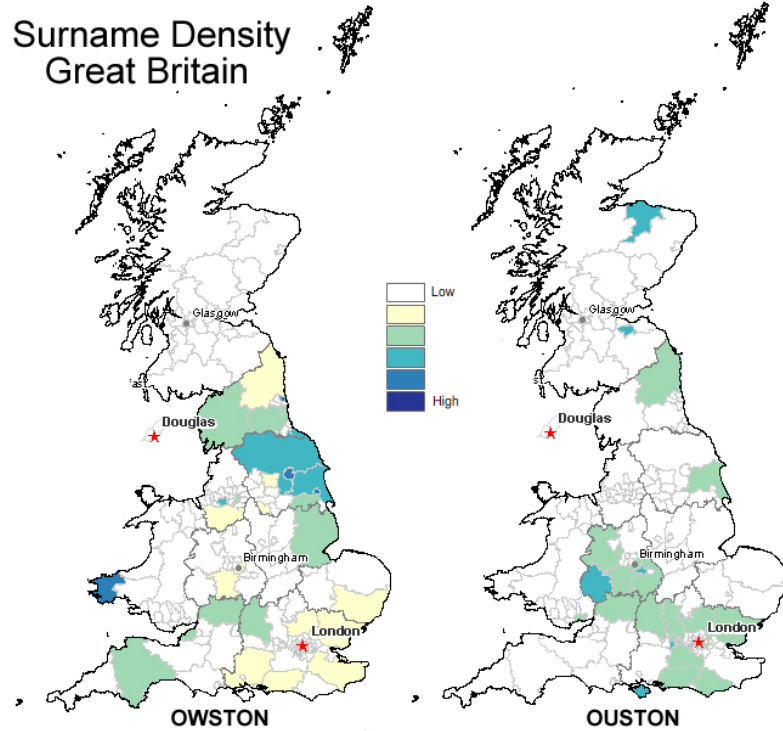 Surname Density
Great Britain
Glasgow
Douglas
Birmingham
London
OWSTON
Low
High
Glasgow
Douglas
Birmingham
London
OUSTON